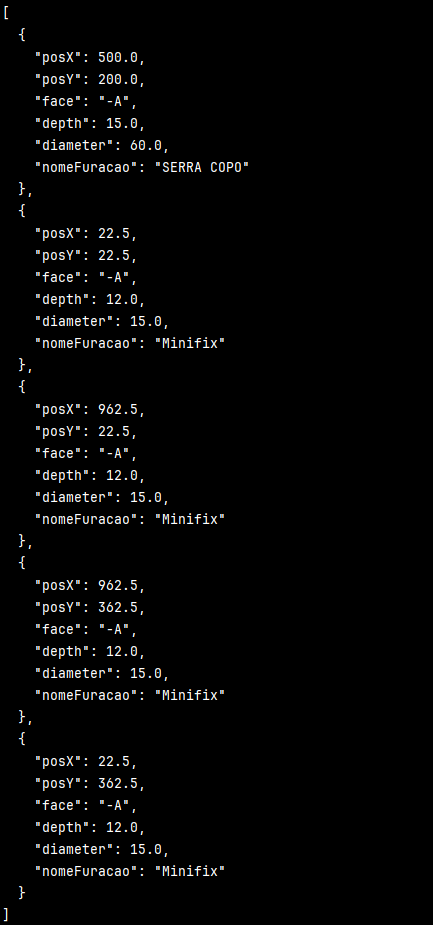 [
  {
    "posX": 500.0,
    "posY": 200.0,
    "face": "-A",
    "depth": 15.0,
    "diameter": 60.0,
    "nomeFuracao": "SERRA COPO"
  },
  {
    "posX": 22.5,
    "posY": 22.5,
    "face": "-A",
    "depth": 12.0,
    "diameter": 15.0,
    "nomeFuracao": "Minifix"
  },
  {
    "posX": 962.5,
    "posY": 22.5,
    "face": "-A",
    "depth": 12.0,
    "diameter": 15.0,
    "nomeFuracao": "Minifix"
  },
  {
    "posX": 962.5,
    "posY": 362.5,
    "face": "-A",
    "depth": 12.0,
    "diameter": 15.0,
    "nomeFuracao": "Minifix"
  },
  {
    "posX": 22.5,
    "posY": 362.5,
    "face": "-A",
    "depth": 12.0,
    "diameter": 15.0,
    "nomeFuracao": "Minifix"
  }
]